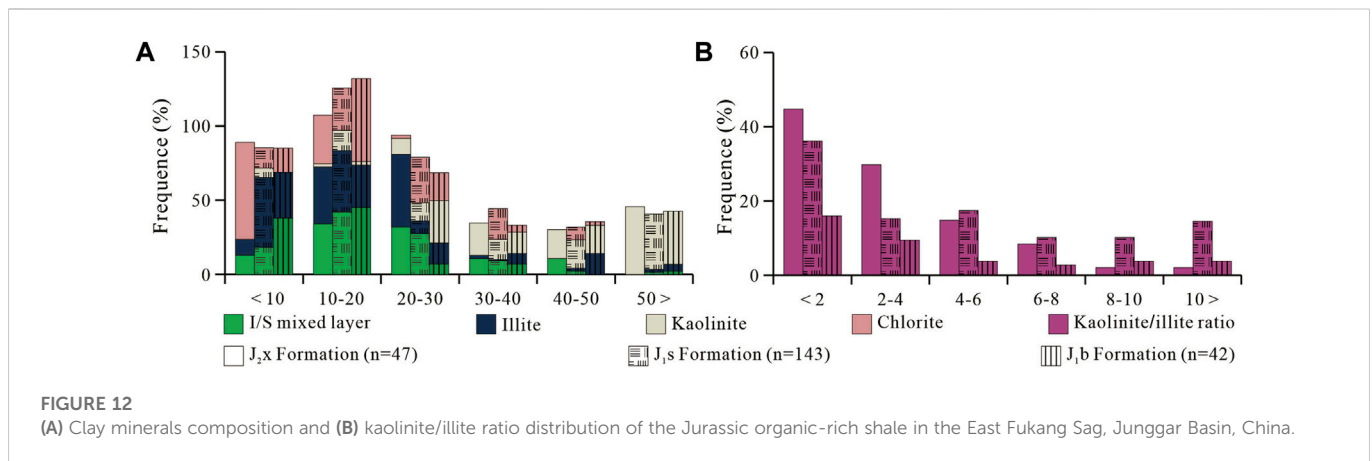 A
B
150
100
50
0
Frequence (%)
< 10
10-20
20-30
30-40
40-50
50 >
60
40
20
0
Frequence (%)
< 2
2-4
4-6
6-8
8-10
10 >
I/S mixed layer
Illite
Kaolinite
Chlorite
Kaolinite/illite ratio
J₂x Formation (n=47)
J₁s Formation (n=143)
J₁b Formation (n=42)
FIGURE 12
(A) Clay minerals composition and (B) kaolinite/illite ratio distribution of the Jurassic organic-rich shale in the East Fukang Sag, Junggar Basin, China.